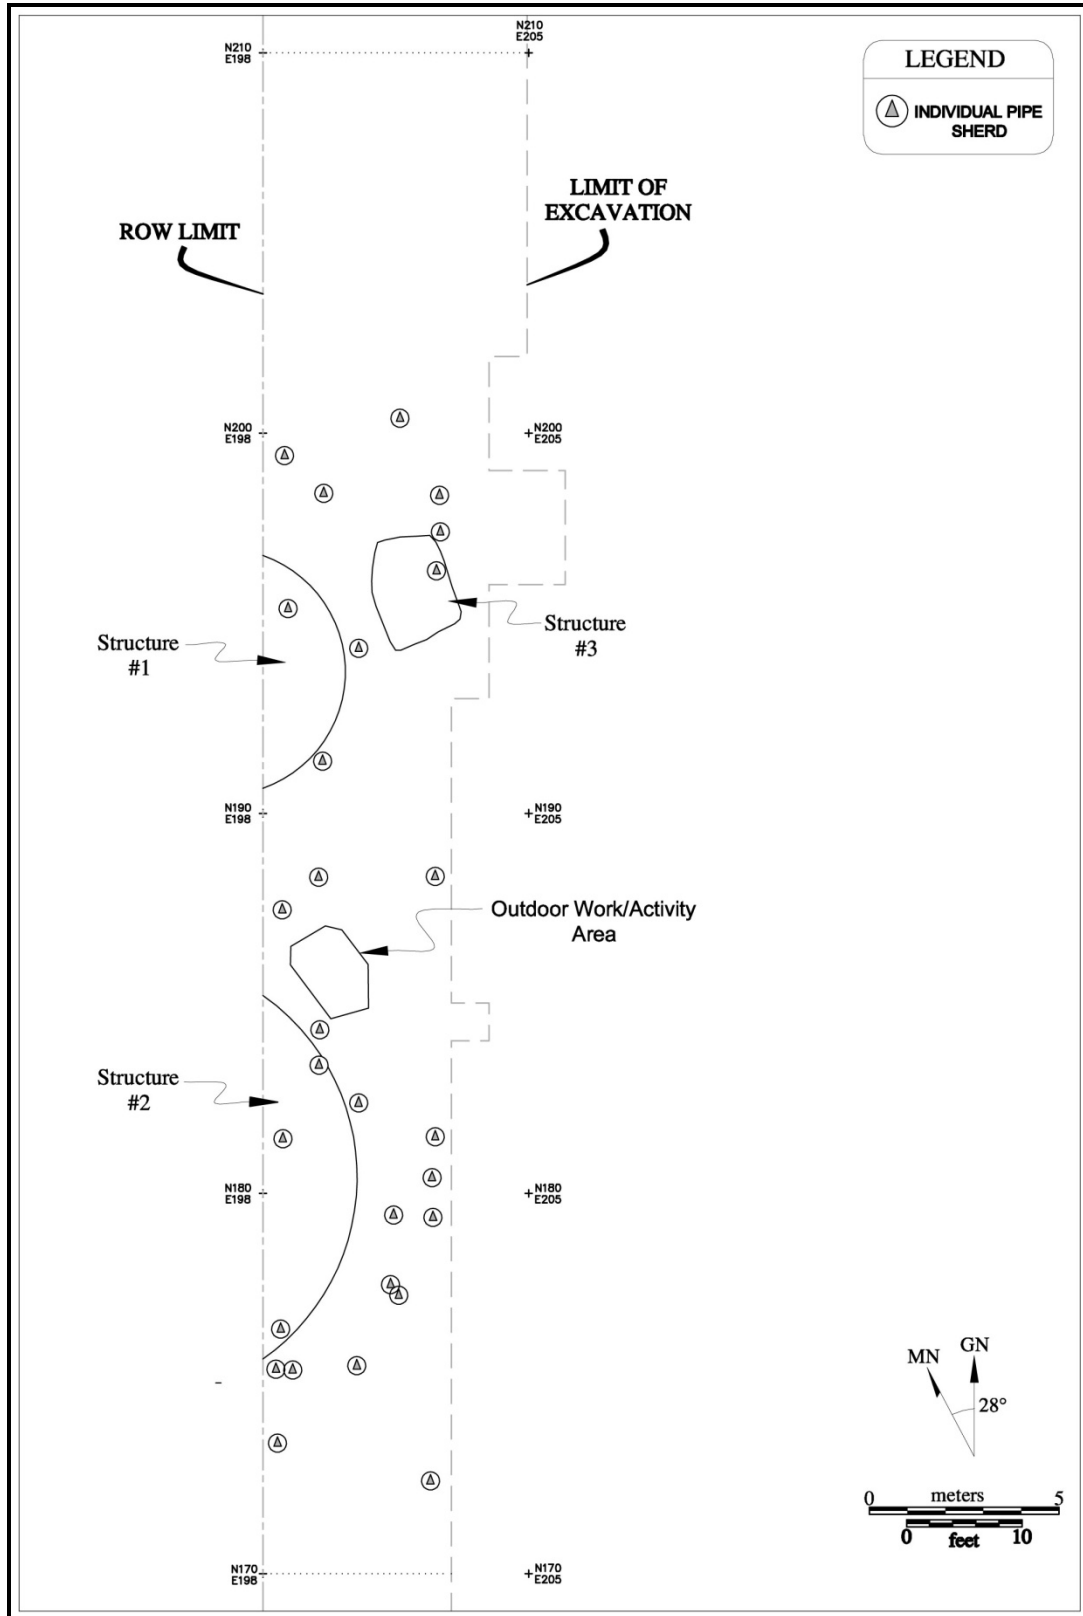 N210
E205
N210
E198
LEGEND
INDIVIDUAL PIPE
SHERD
LIMIT OF
EXCAVATION
ROW LIMIT
N200
E198
N200
E205
Structure
#3
Structure
#1
N190
E198
N190
E205
Outdoor Work/Activity
Area
Structure
#2
N180
E198
N180
E205
MN
GN
28°
0 meters 5
0 feet 10
N170
E198
N170
E205